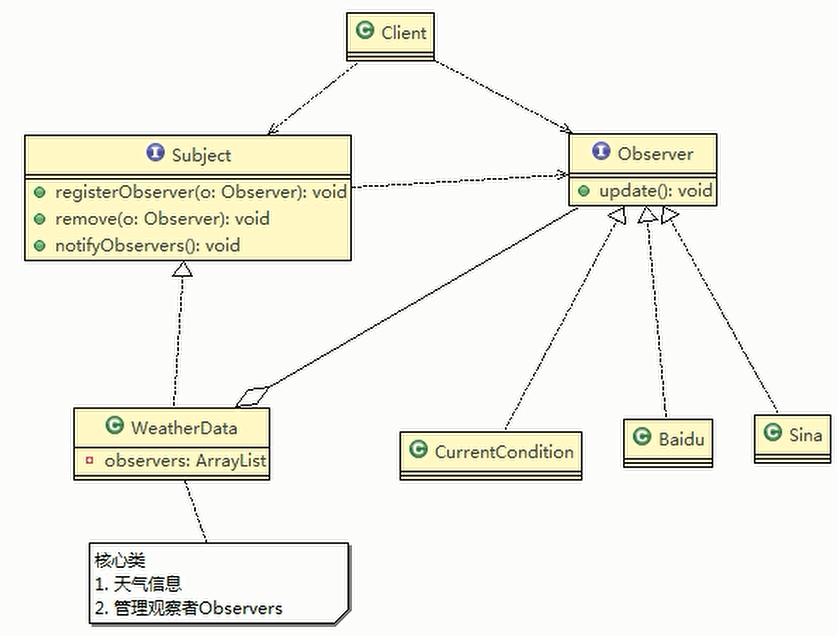 Client
Subject
registerObserver(o: Observer): void
remove(o: Observer): void
notifyObservers(): void
Observer
update(): void
WeatherData
observers: ArrayList
CurrentCondition
Baidu
Sina
核心类
1. 天气信息
2. 管理观察者Observers